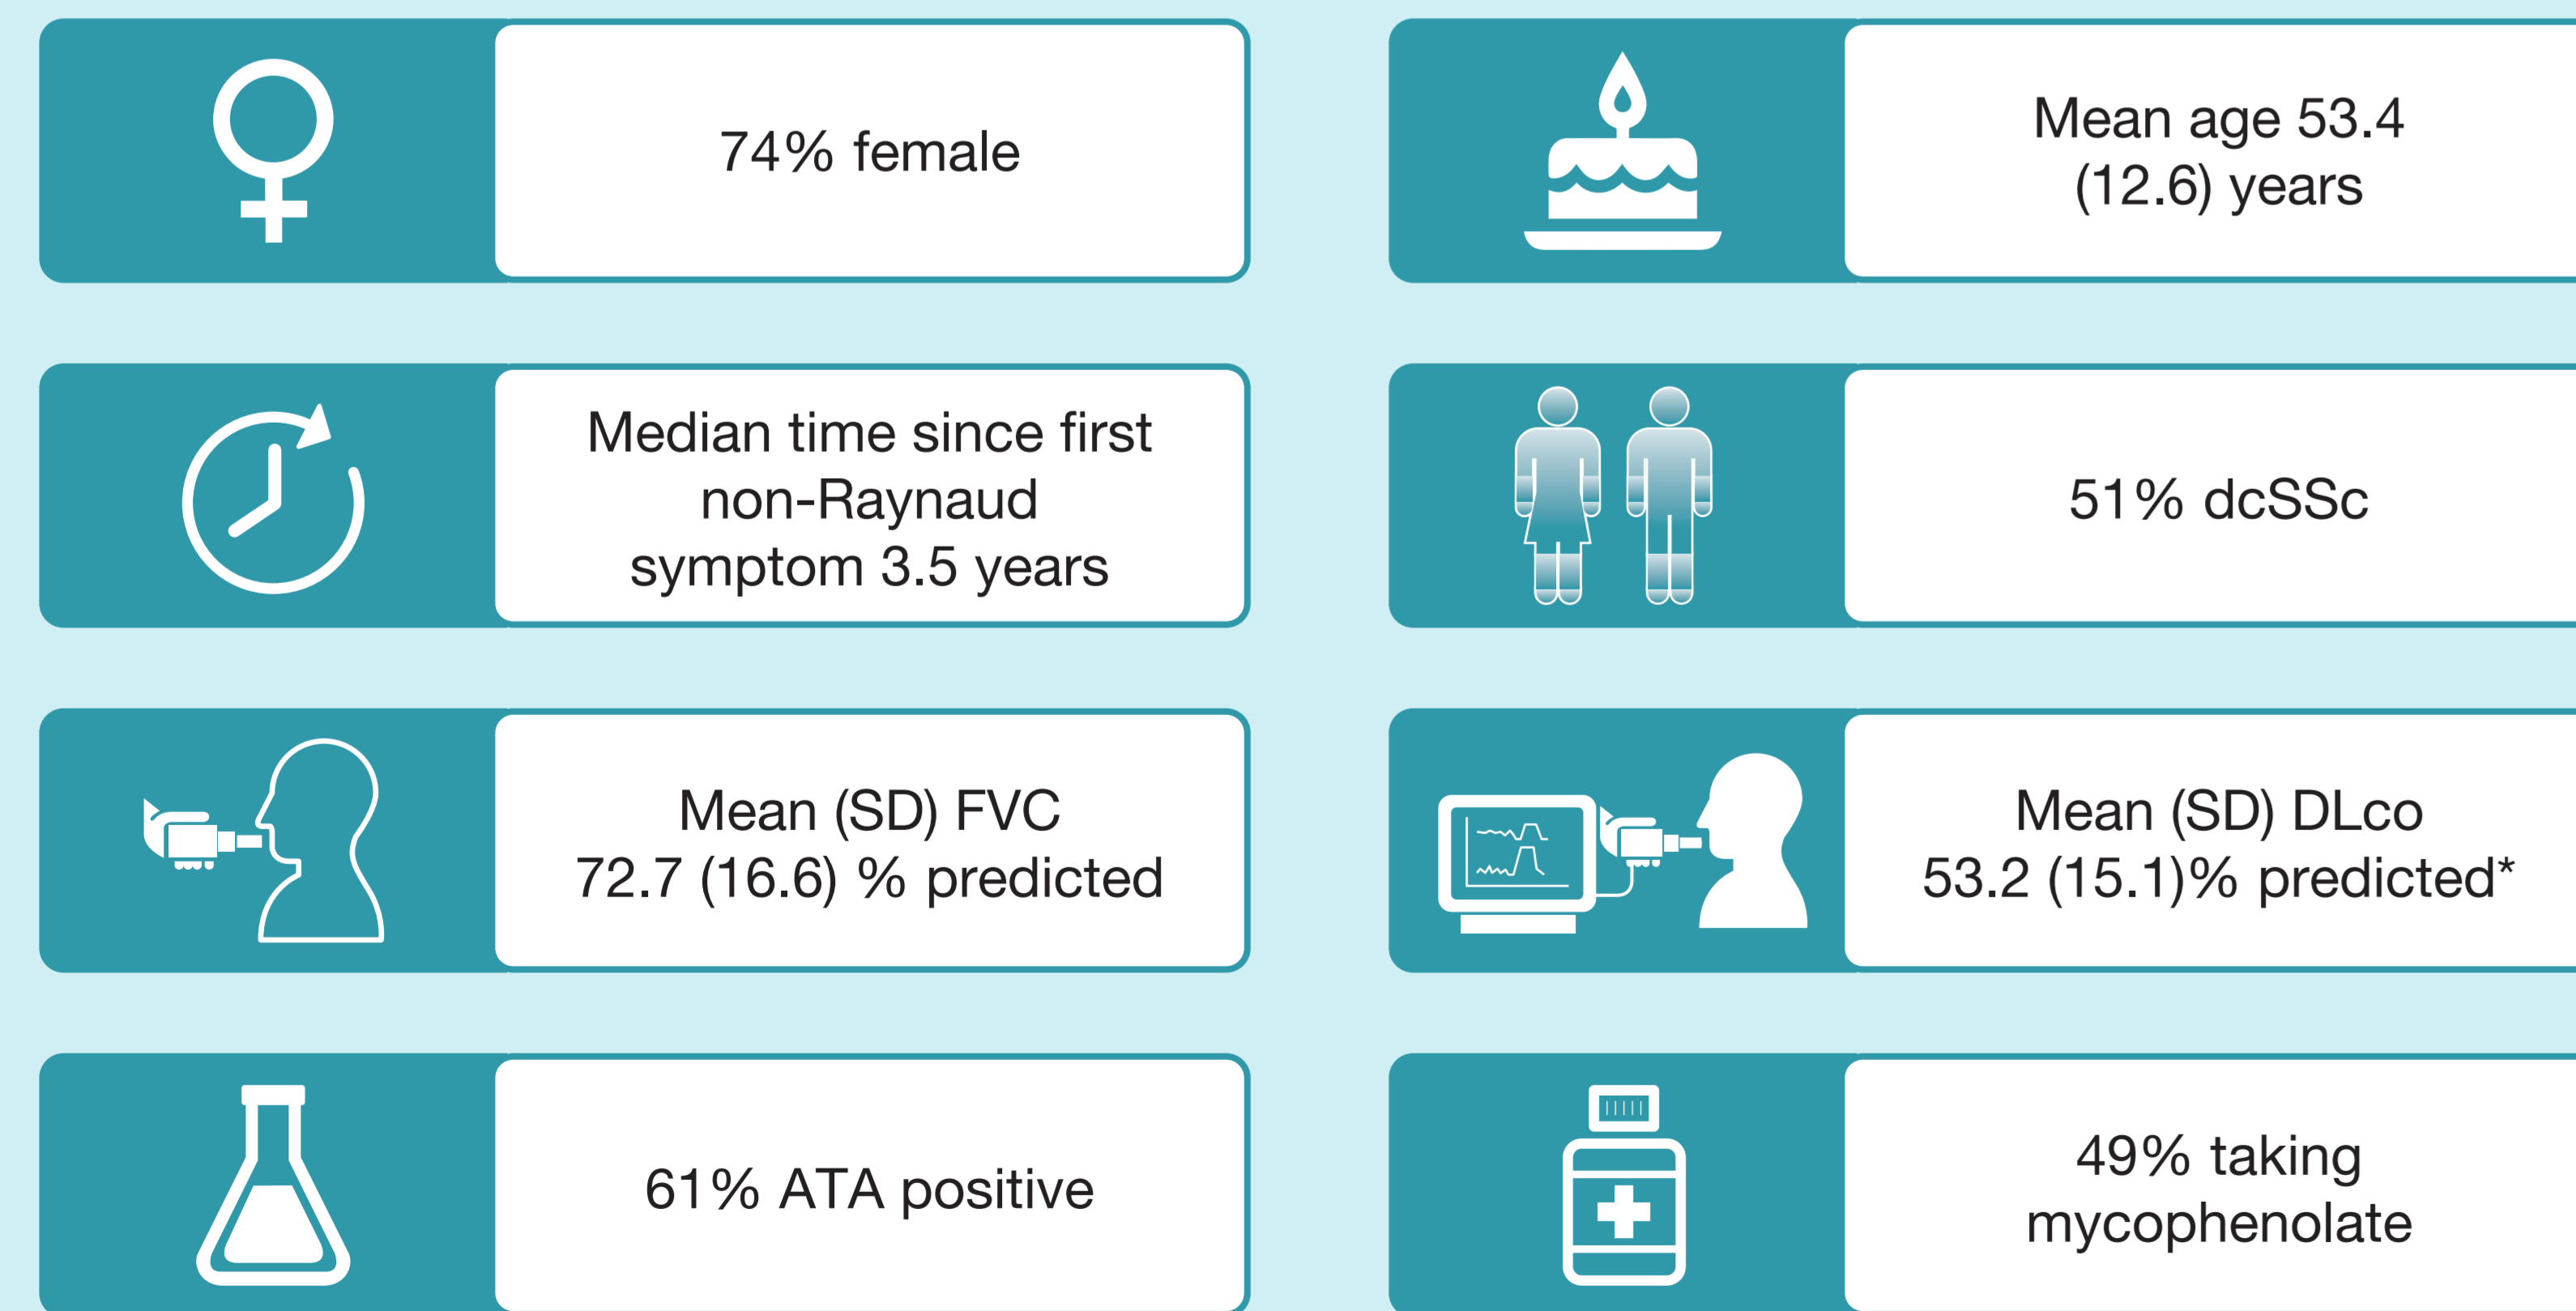 74% female
Mean age 53.4
(12.6) years
Median time since first
non-Raynaud
symptom 3.5 years
51% dcSSc
Mean (SD) FVC
72.7 (16.6) % predicted
Mean (SD) DLco
53.2 (15.1)% predicted*
61% ATA positive
49% taking
mycophenolate